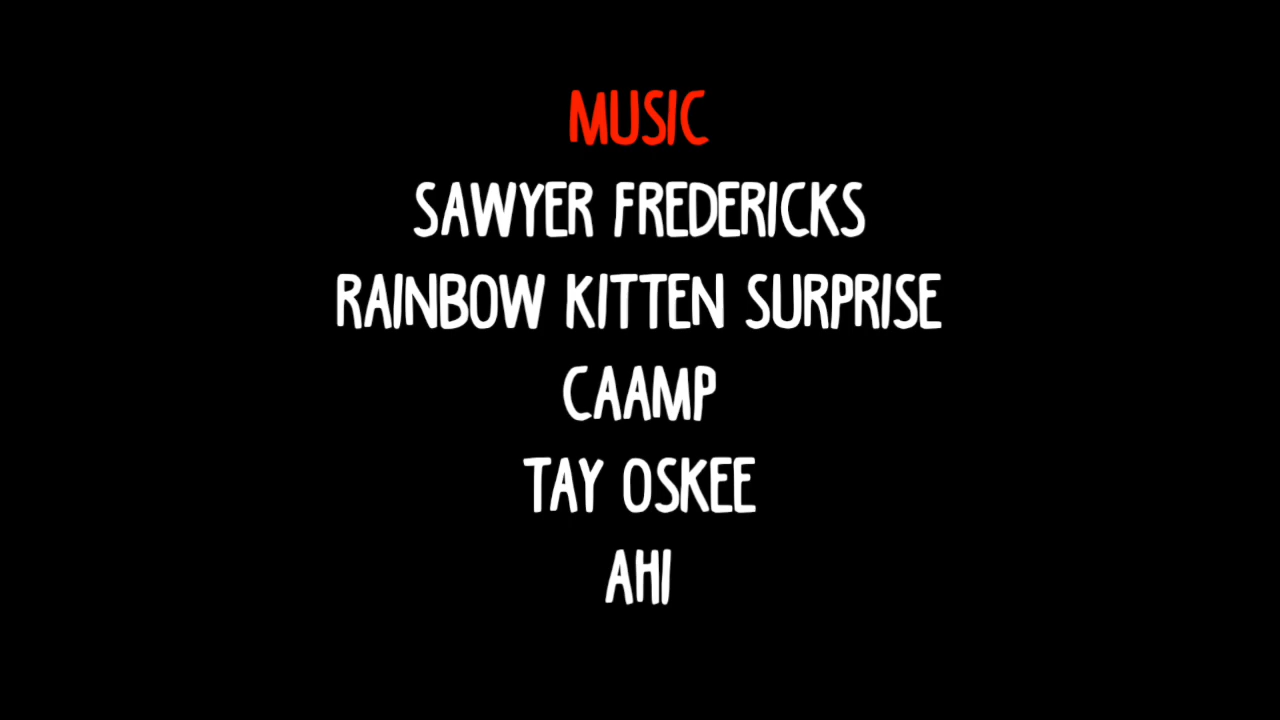 MUSIC
SAWYER FREDERICKS
RAINBOW KITTEN SURPRISE
CAAMP
TAY OSKEE
AHI